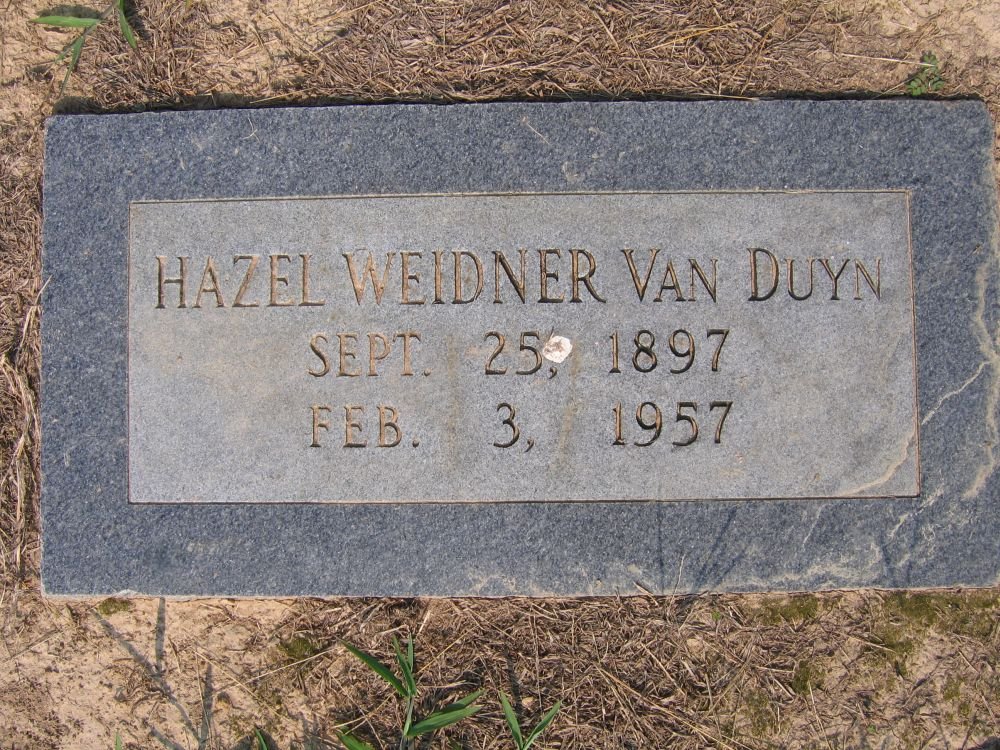 HAZEL WEIDNER VAN DUYN
SEPT. 25, 1897
FEB. 3, 1957